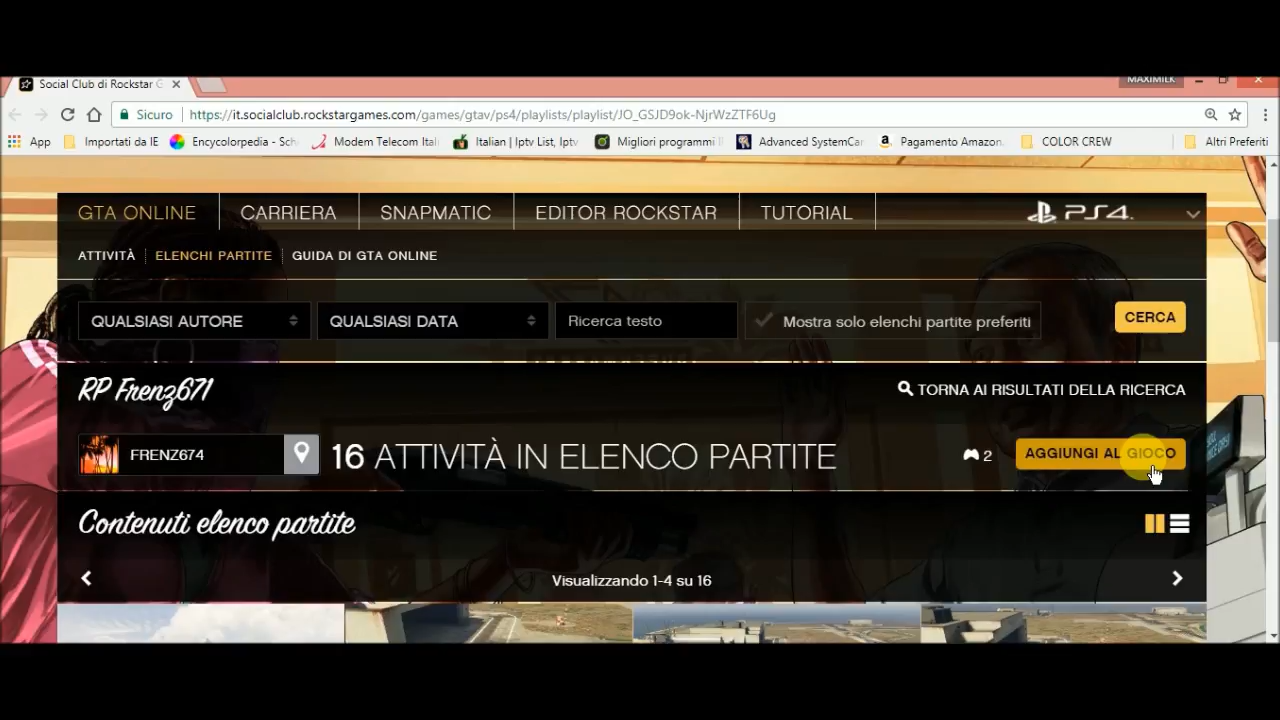 Social Club di Rockstar G
MAXIMILK
Sicuro
https://it.socialclub.rockstargames.com/games/gtav/ps4/playlists/playlist/JO_GSJD9ok-NjrWzZTF6Ug
App
Importati da IE
Encycolorpedia - Sch
Modem Telecom Itali
Italian | Iptv List, Iptv
Migliori programmi
Advanced SystemCar
Pagamento Amazon.
COLOR CREW
Altri Preferiti
GTA ONLINE
CARRIERA
SNAPMATIC
EDITOR ROCKSTAR
TUTORIAL
PS4
ATTIVITÀ
ELENCHI PARTITE
GUIDA DI GTA ONLINE
QUALSIASI AUTORE
QUALSIASI DATA
Ricerca testo
Mostra solo elenchi partite preferiti
CERCA
RP Frenz671
TORNA AI RISULTATI DELLA RICERCA
FRENZ674
16 ATTIVITÀ IN ELENCO PARTITE
2
AGGIUNGI AL GIOCO
Contenuti elenco partite
Visualizzando 1-4 su 16